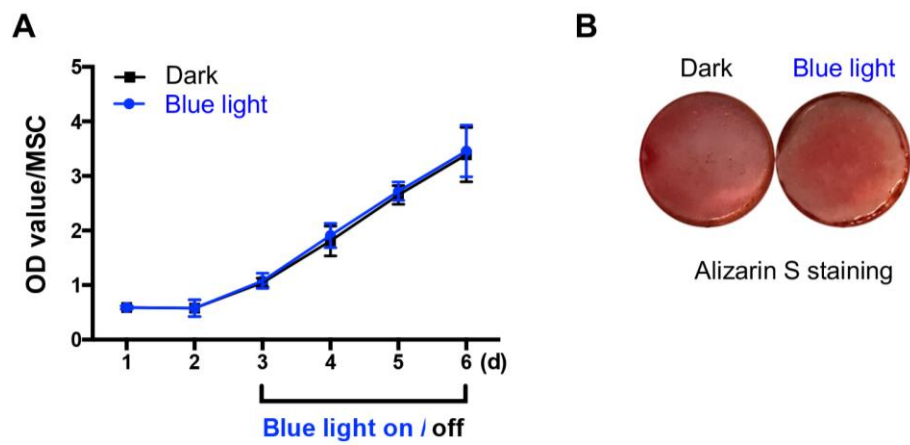 A
B
5
4
3
2
1
0
OD value/MSC
Dark
Blue light
1 2 3 4 5 6 (d)
Blue light on / off
Dark Blue light
Alizarin S staining